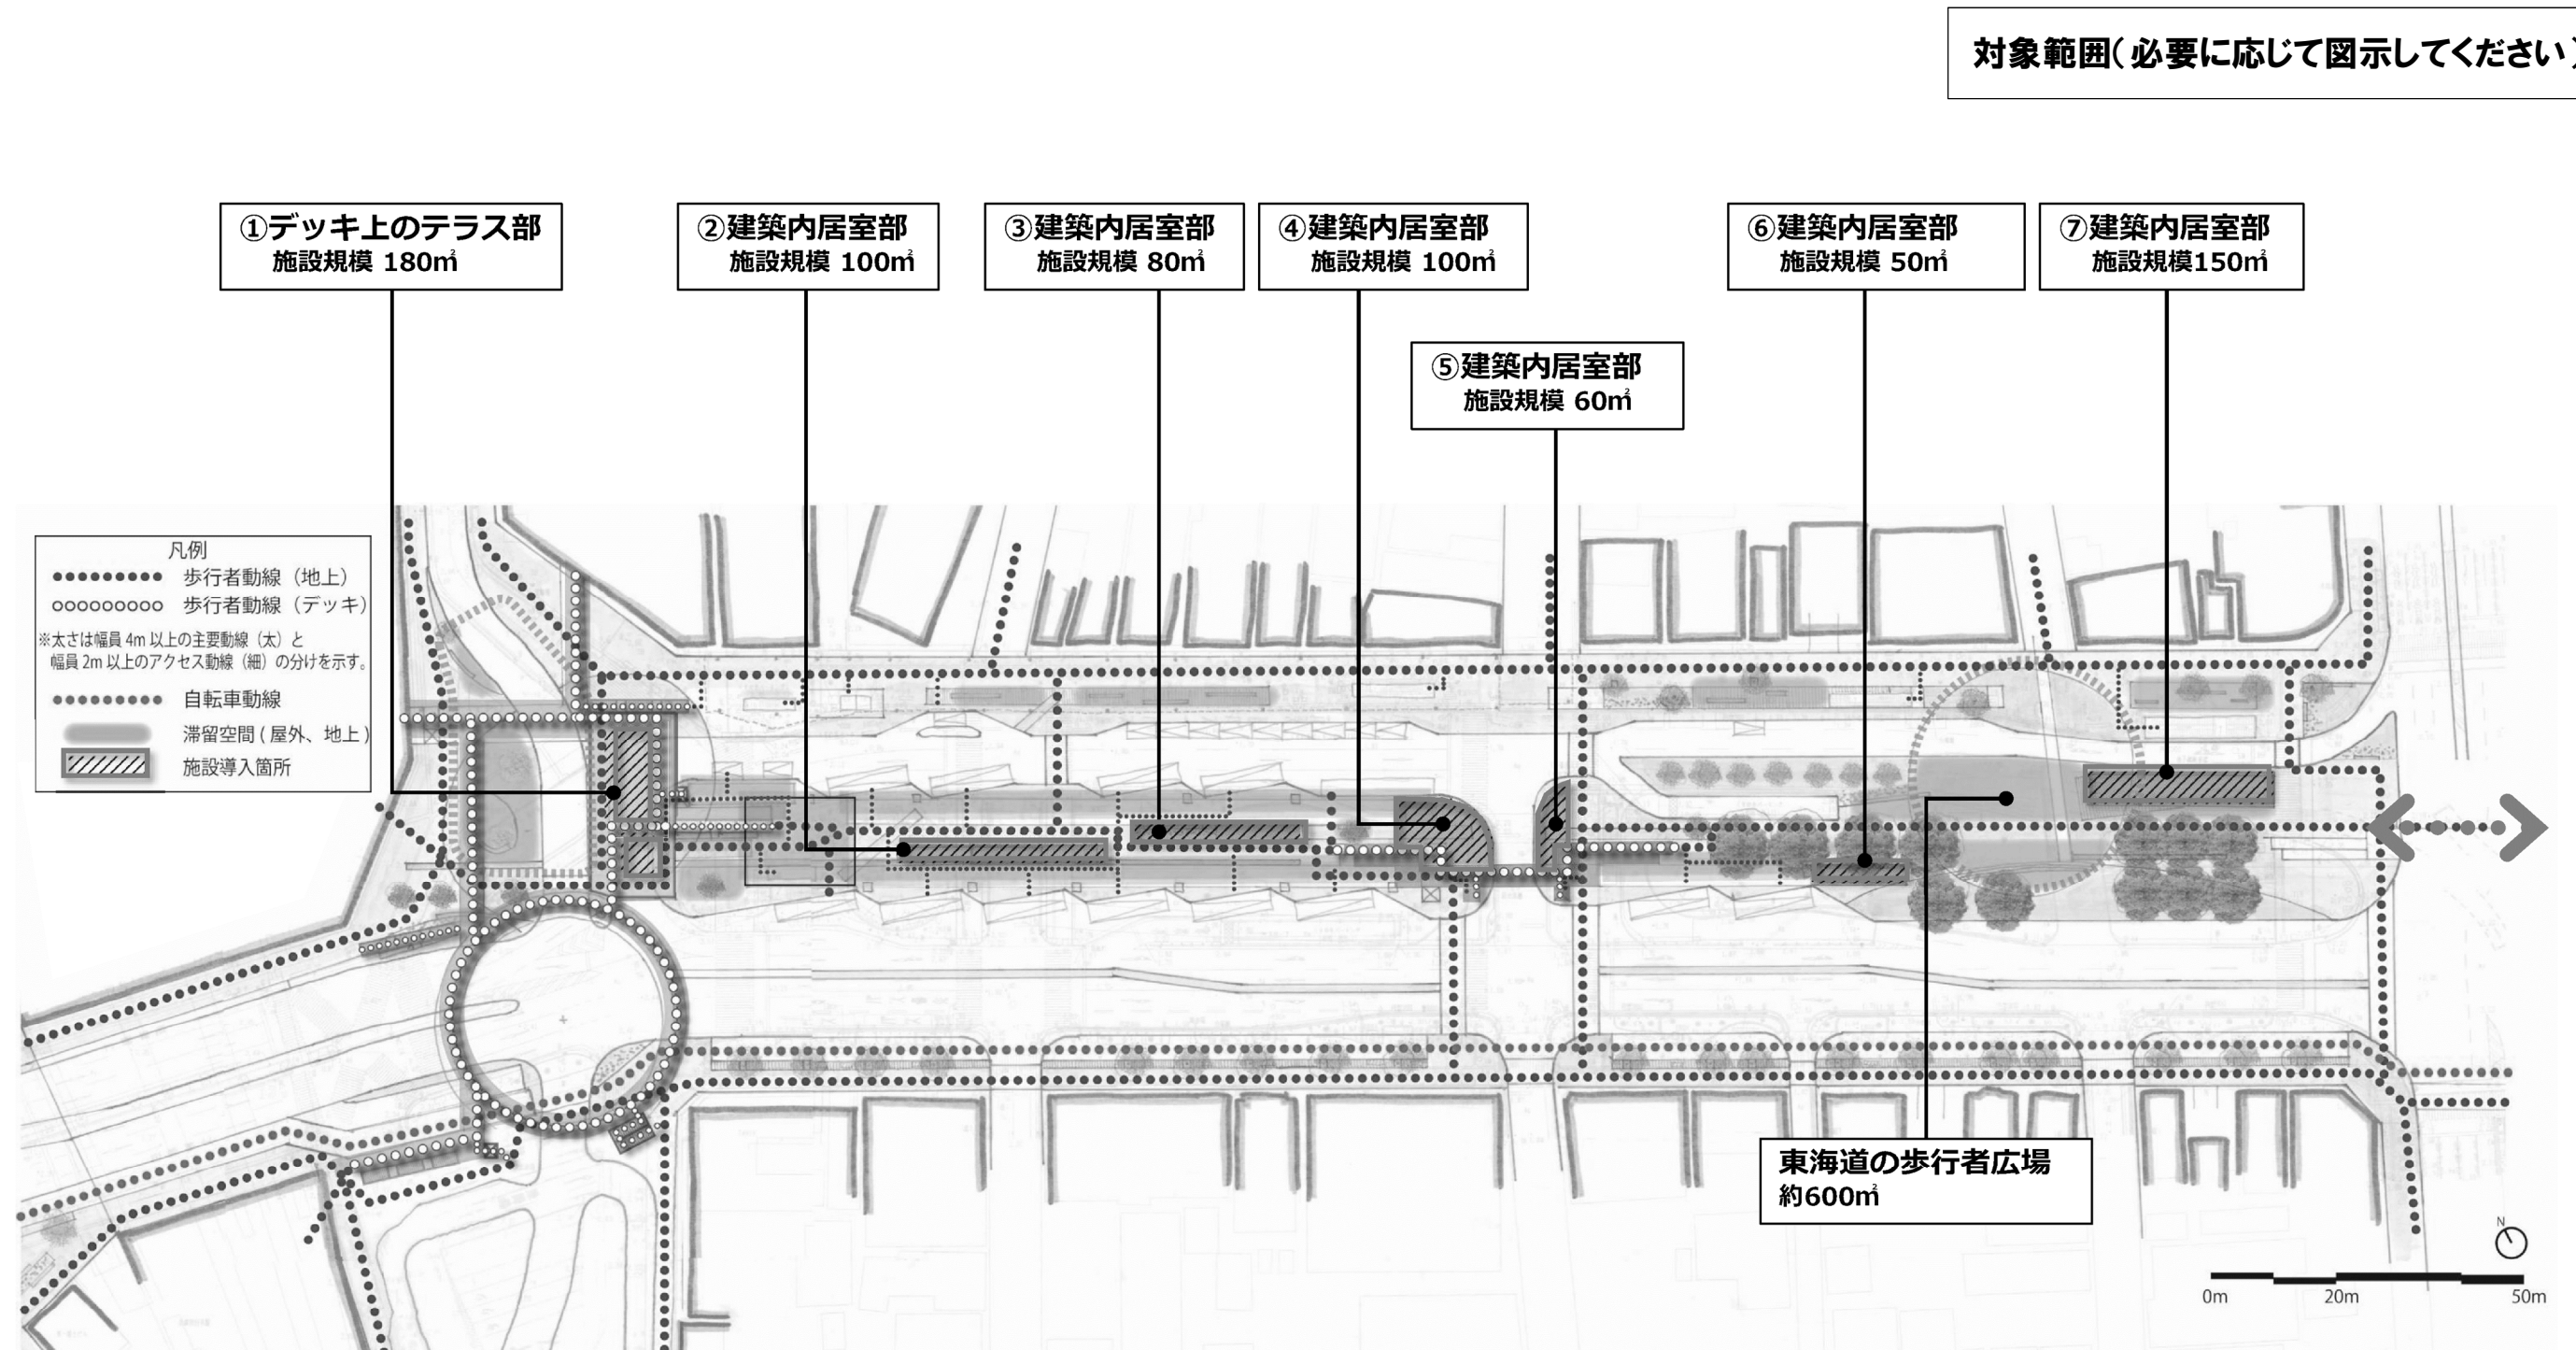 対象範囲（必要に応じて図示してください）
①デッキ上のテラス部
施設規模 180㎡
②建築内居室部
施設規模 100㎡
③建築内居室部
施設規模 80㎡
④建築内居室部
施設規模 100㎡
⑥建築内居室部
施設規模 50㎡
⑦建築内居室部
施設規模150㎡
⑤建築内居室部
施設規模 60㎡
凡例
歩行者動線（地上）
歩行者動線（デッキ）
※太さは幅員 4m 以上の主要動線（太）と
幅員 2m 以上のアクセス動線（細）の分けを示す。
自転車動線
滞留空間 ( 屋外、地上 )
施設導入箇所
東海道の歩行者広場
約600㎡
N
0m 20m 50m